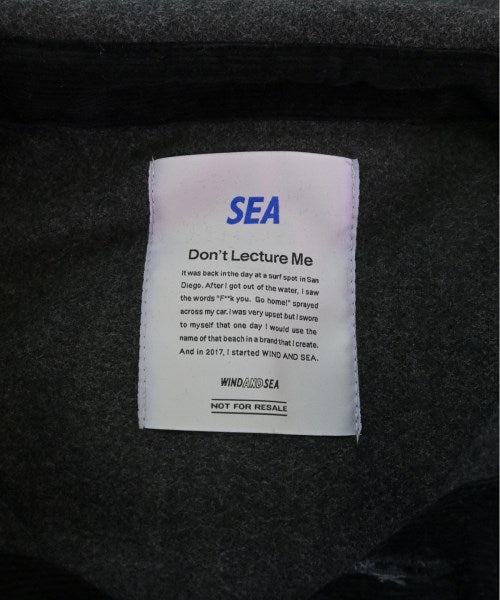 SEA
Don't Lecture Me
It was back in the day at a surf spot in San
Diego. After I got out of the water, I saw
the words "F**k you. Go home!" sprayed
across my car. I was very upset but I swore
to myself that one day I would use the
name of that beach in a brand that I create.
And in 2017, I started WIND AND SEA.
WINDANDSEA
NOT FOR RESALE